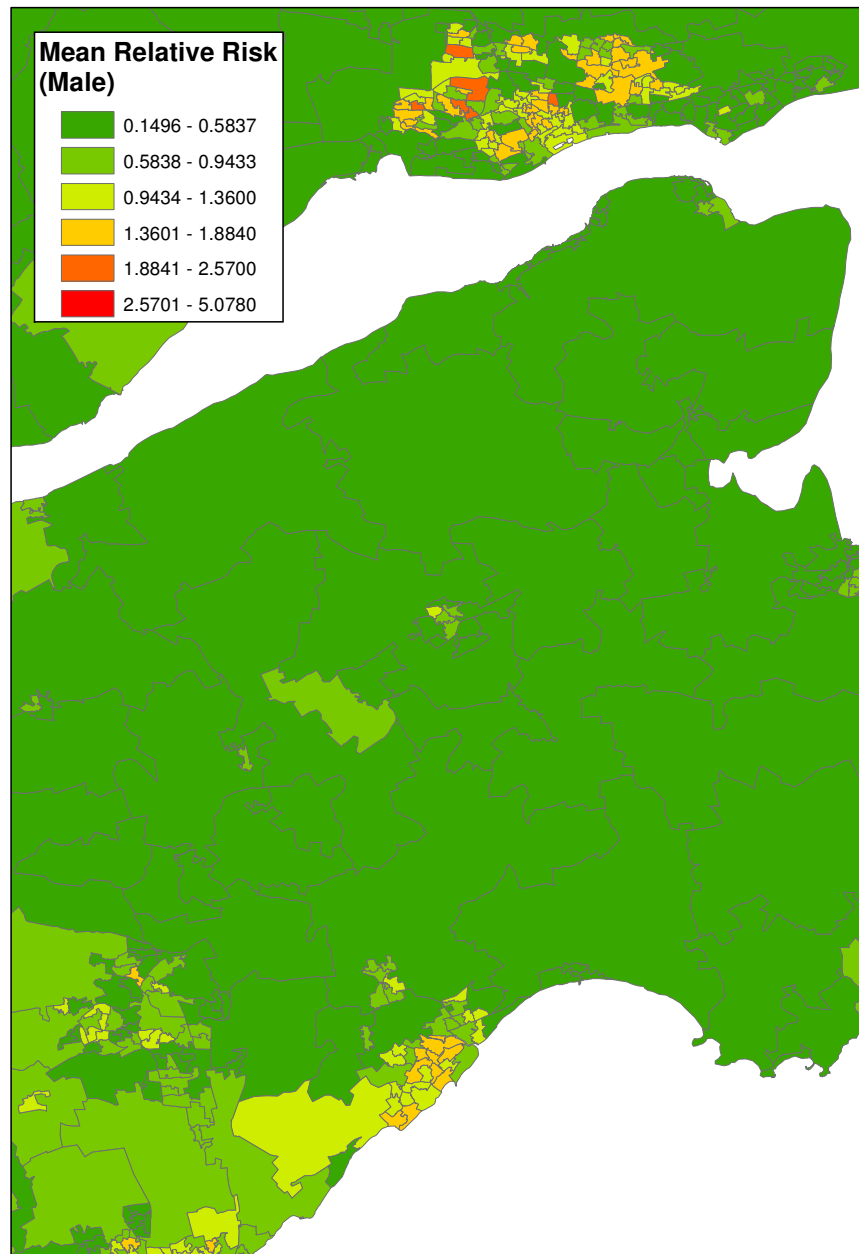 Mean Relative Risk
(Male)
0.1496 - 0.5837
0.5838 - 0.9433
0.9434 - 1.3600
1.3601 - 1.8840
1.8841 - 2.5700
2.5701 - 5.0780